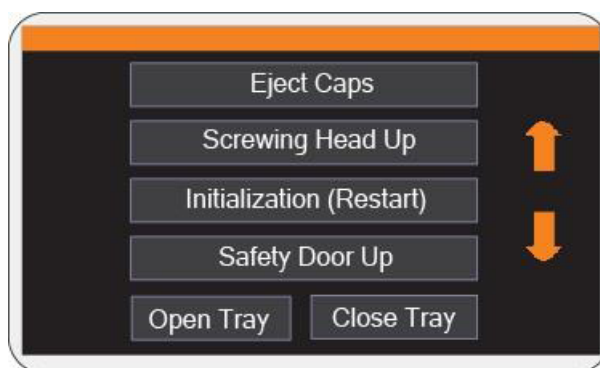 Eject Caps
Screwing Head Up
Initialization (Restart)
Safety Door Up
Open Tray Close Tray